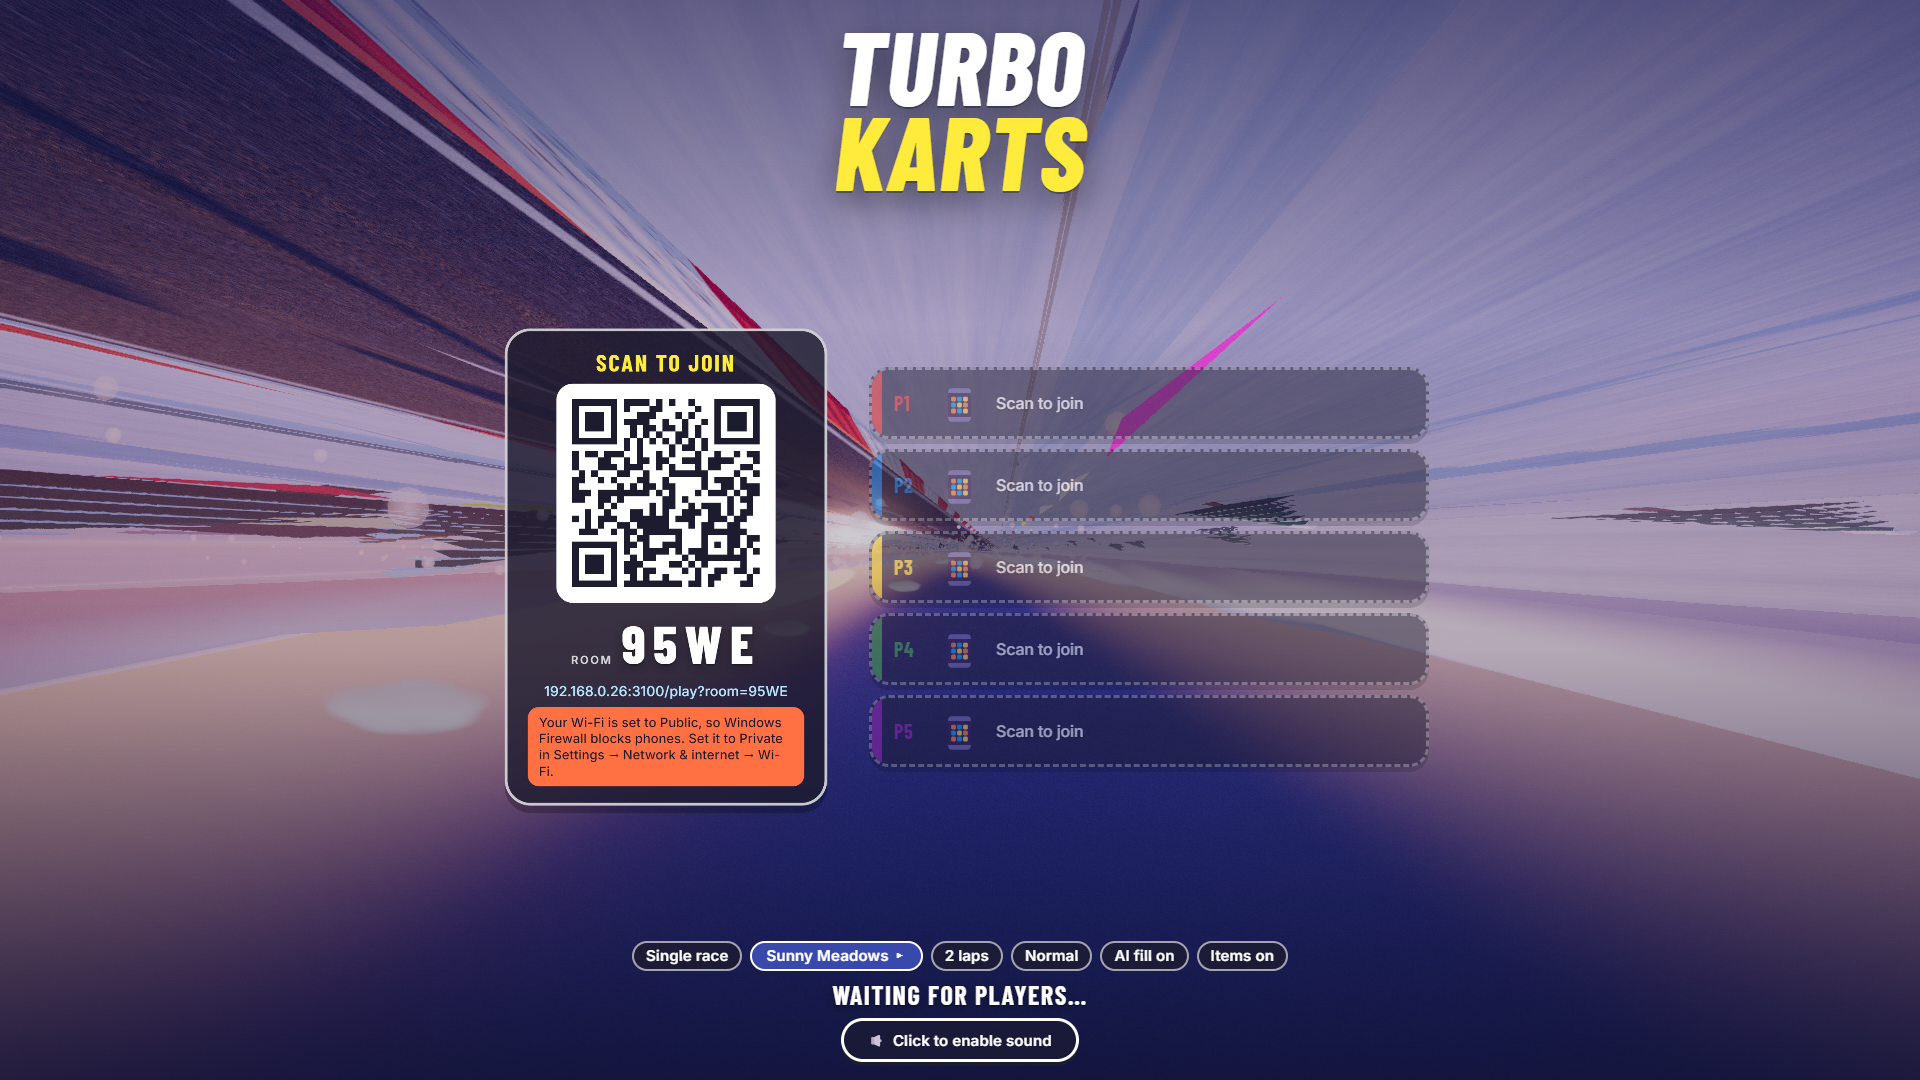 TURBO
KARTS
SCAN TO JOIN
ROOM 95WE
192.168.0.26:3100/play?room=95WE
Your Wi-Fi is set to Public, so Windows
Firewall blocks phones. Set it to Private
in Settings → Network & internet → Wi-
Fi.
P1 Scan to join
P2 Scan to join
P3 Scan to join
P4 Scan to join
P5 Scan to join
Single race Sunny Meadows ▸ 2 laps Normal AI fill on Items on
WAITING FOR PLAYERS...
Click to enable sound